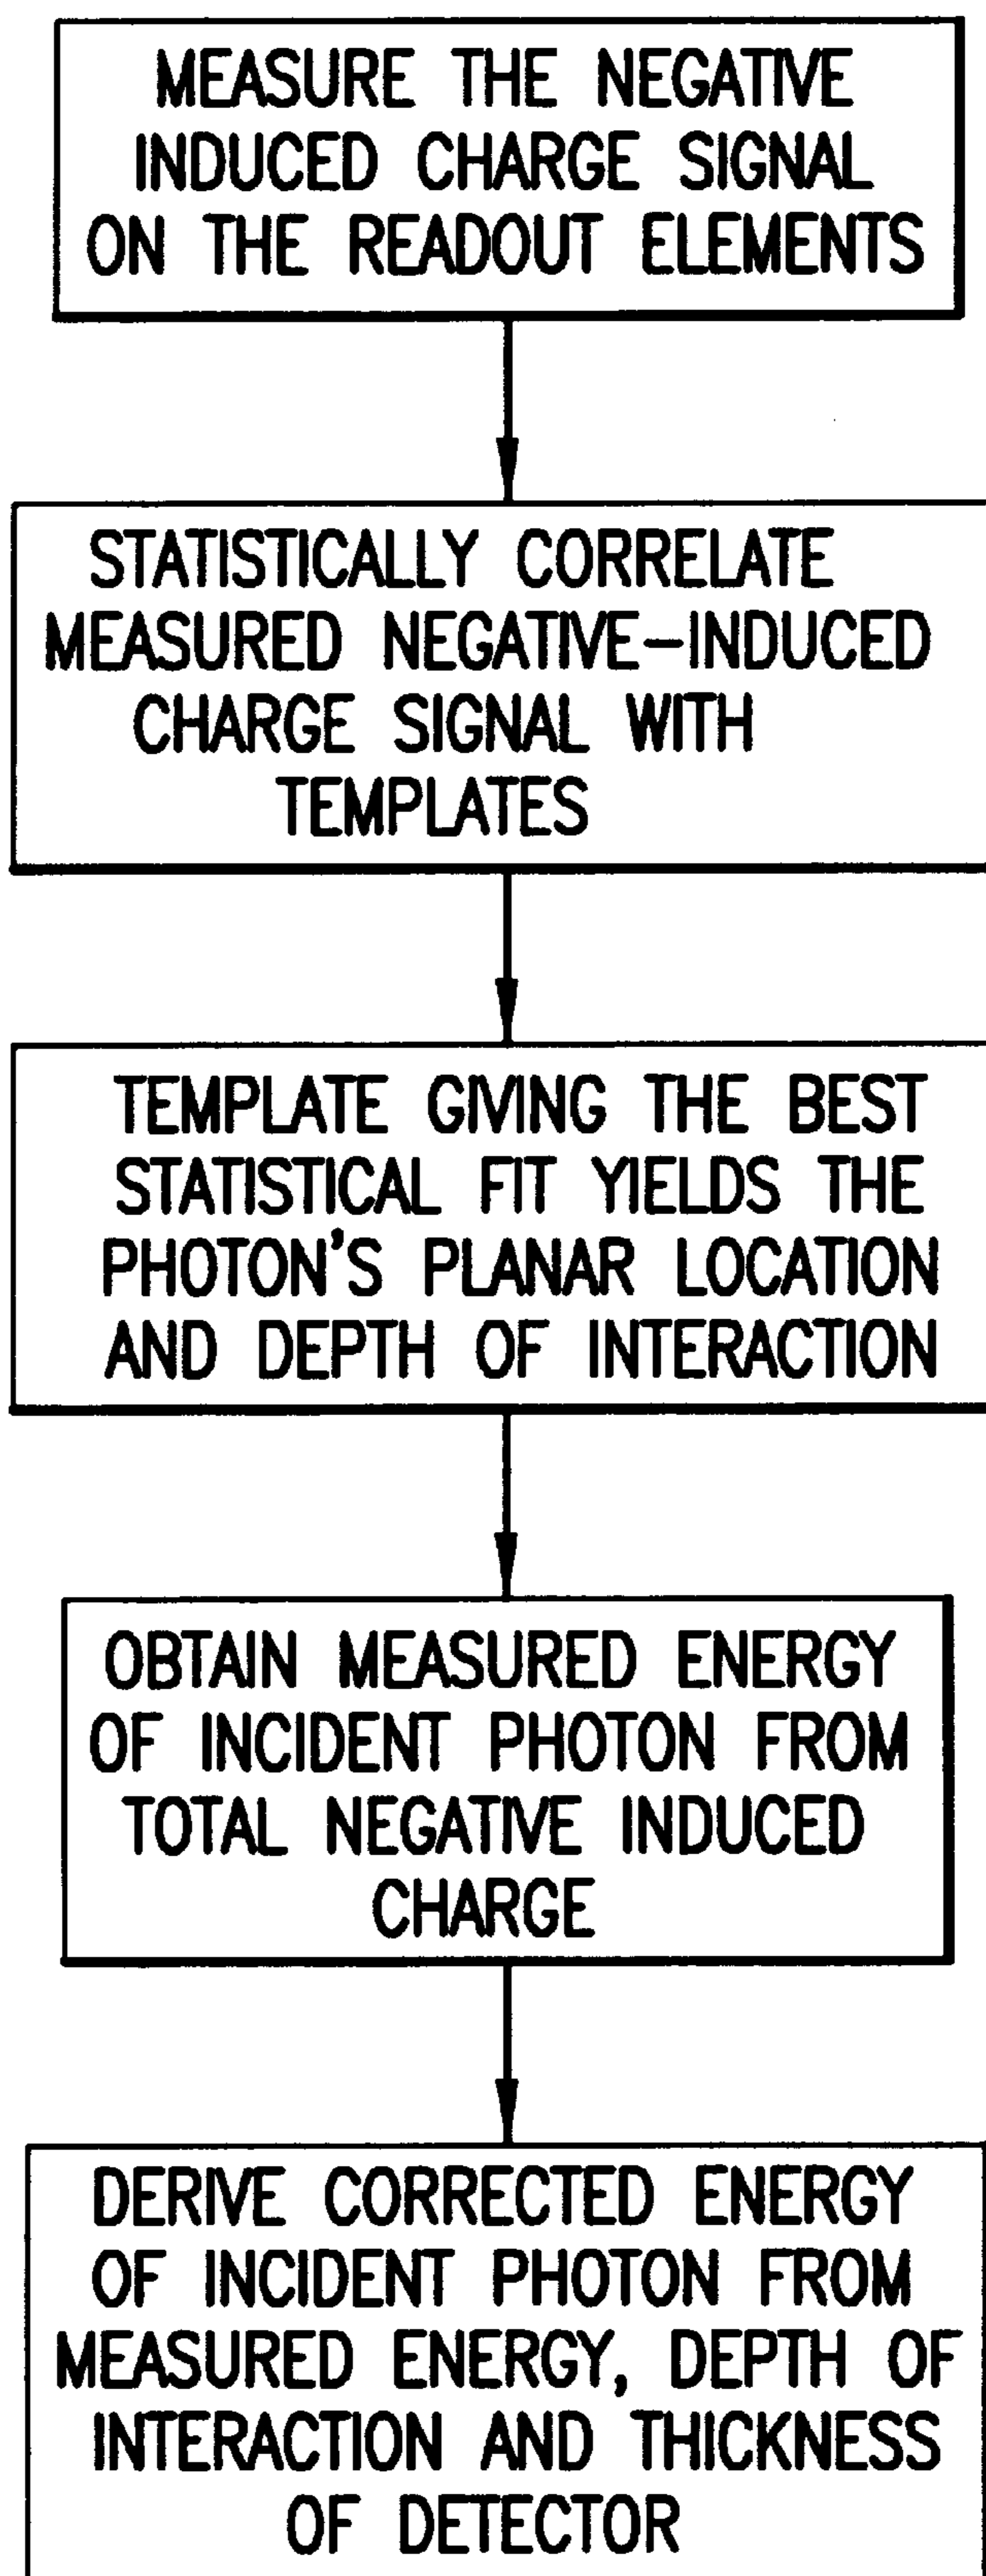 MEASURE THE NEGATIVE
INDUCED CHARGE SIGNAL
ON THE READOUT ELEMENTS
STATISTICALLY CORRELATE
MEASURED NEGATIVE-INDUCED
CHARGE SIGNAL WITH
TEMPLATES
TEMPLATE GIVING THE BEST
STATISTICAL FIT YIELDS THE
PHOTON'S PLANAR LOCATION
AND DEPTH OF INTERACTION
OBTAIN MEASURED ENERGY
OF INCIDENT PHOTON FROM
TOTAL NEGATIVE INDUCED
CHARGE
DERIVE CORRECTED ENERGY
OF INCIDENT PHOTON FROM
MEASURED ENERGY, DEPTH OF
INTERACTION AND THICKNESS
OF DETECTOR